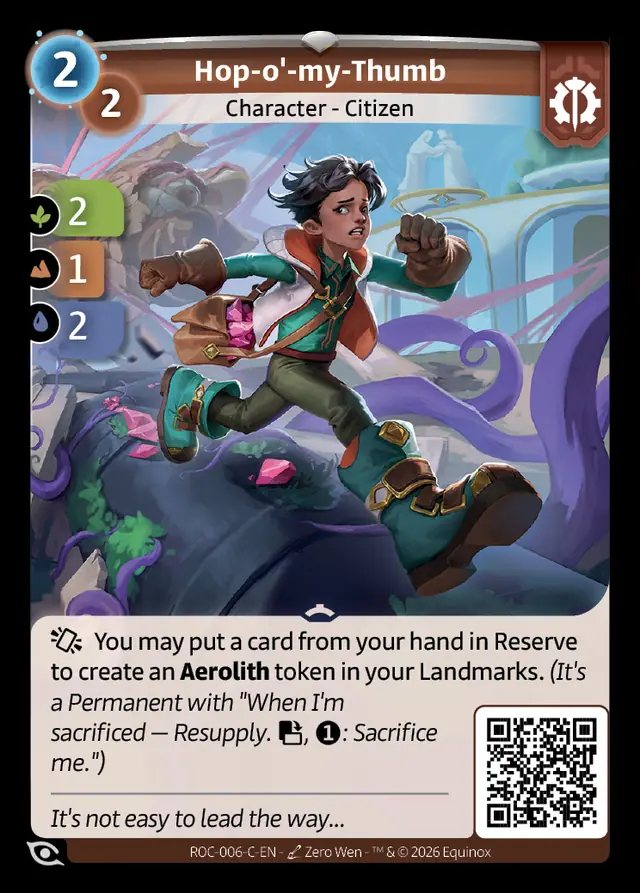 2
Hop-o'-my-Thumb
2
Character - Citizen
2
1
2
You may put a card from your hand in Reserve
to create an Aerolith token in your Landmarks. (It's
a Permanent with "When I'm
sacrificed — Resupply. , 1: Sacrifice
me.")
It's not easy to lead the way...
ROC-006-C-EN - Zero Wen - ™ & © 2026 Equinox